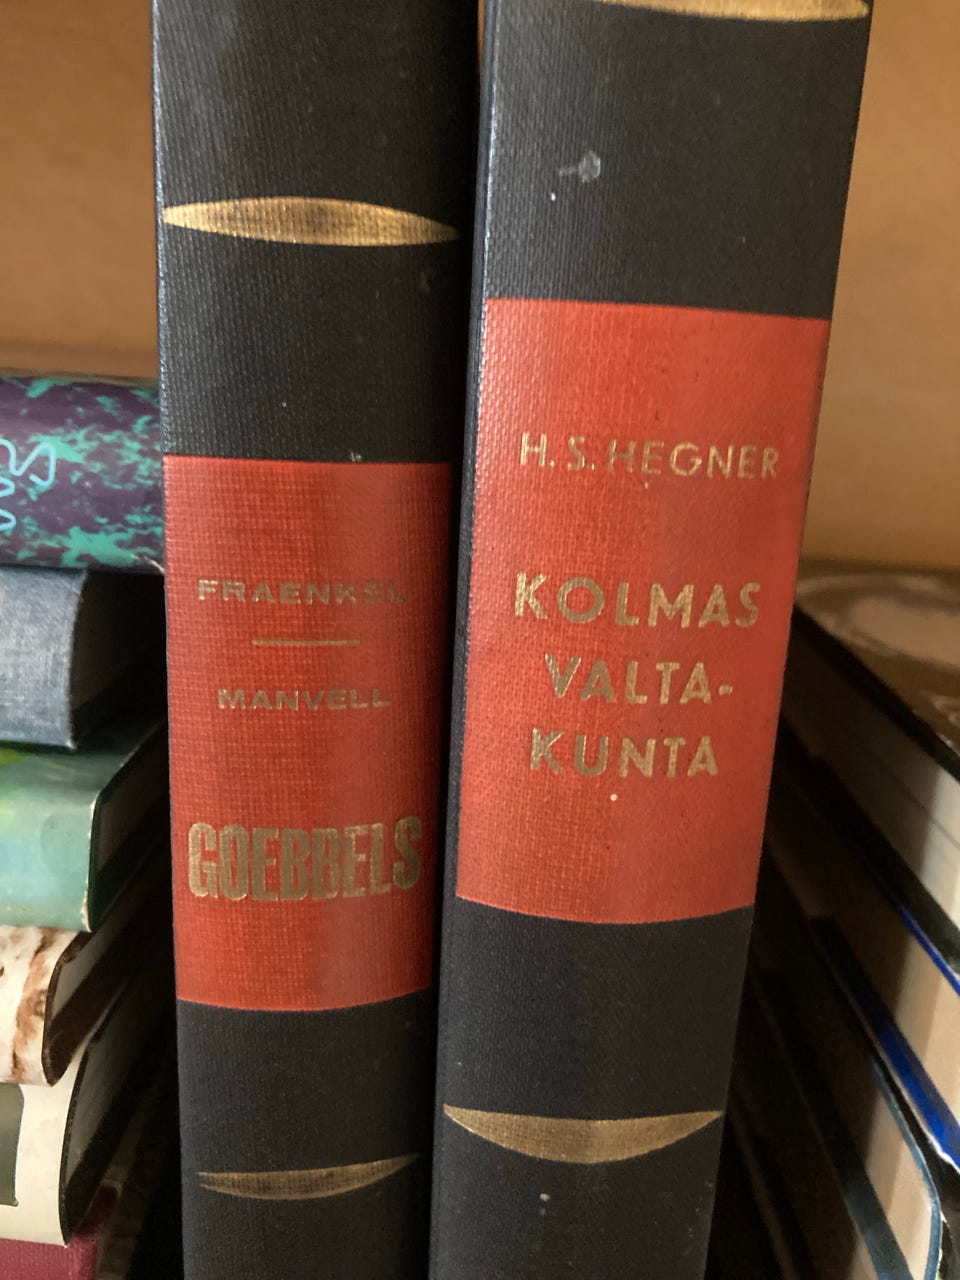 FRAENKEL
MANVELL
GOEBBELS
H. S. HEGNER
KOLMAS
VALTA-
KUNTA